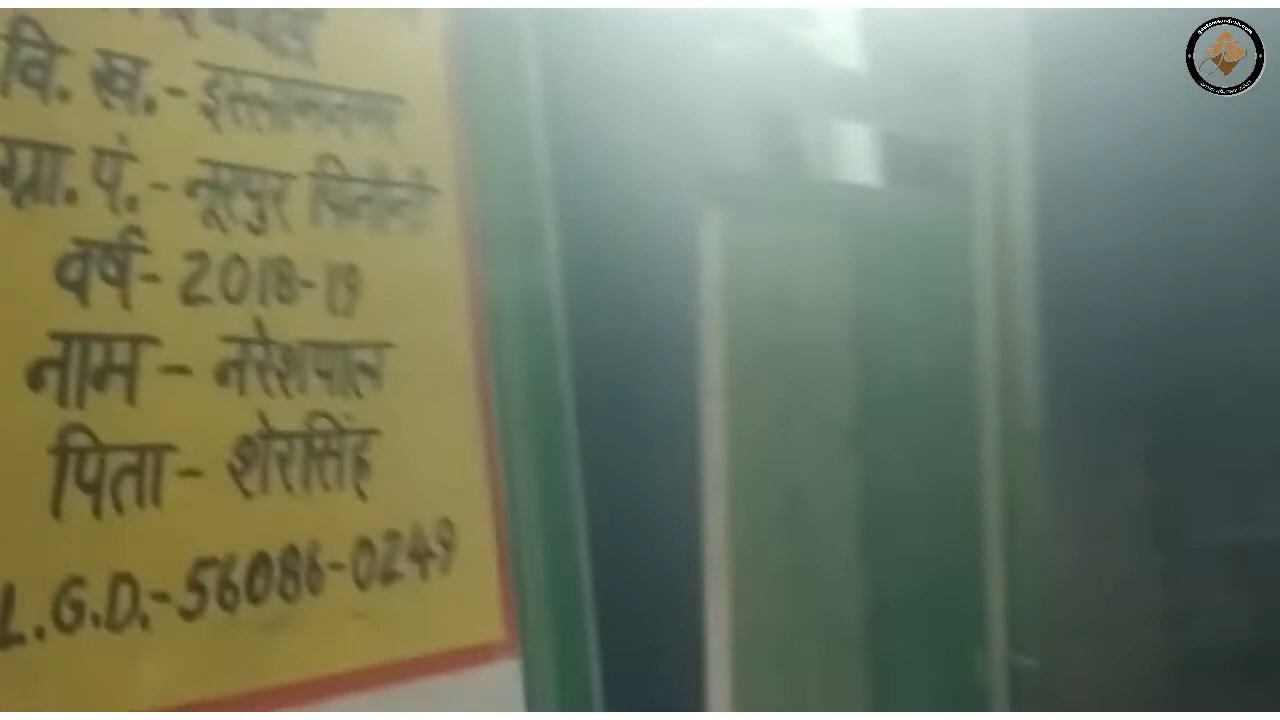 वि. ख.- इस्लामनगर
ग्रा. पं.- नूरपुर
वर्ष- 2018-19
नाम - नरेशपाल
पिता - शेरसिंह
L.G.D.-56086-0249